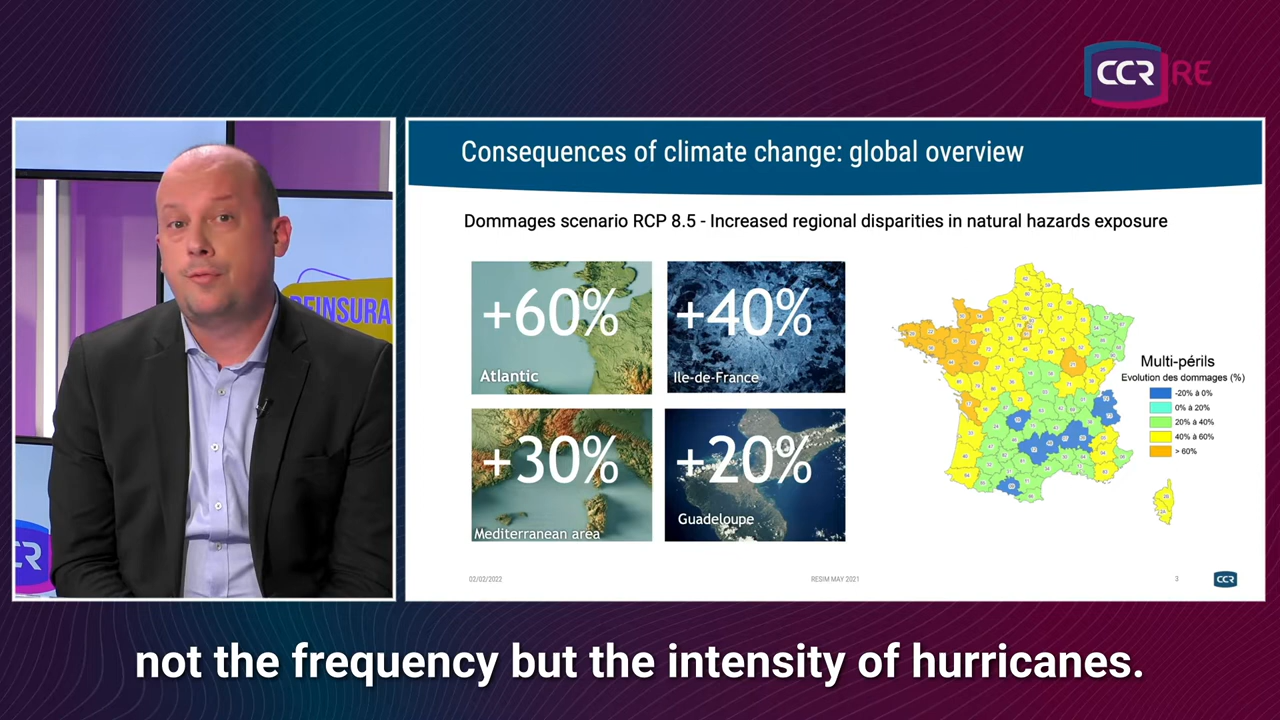 CCR RE
REINSURA
CR
Consequences of climate change: global overview
Dommages scenario RCP 8.5 - Increased regional disparities in natural hazards exposure
+60%
Atlantic
+40%
Ile-de-France
+30%
Mediterranean area
+20%
Guadeloupe
Multi-périls
Evolution des dommages (%)
-20% à 0%
0% à 20%
20% à 40%
40% à 60%
> 60%
02/02/2022
RESIM MAY 2021
3
CCR
not the frequency but the intensity of hurricanes.